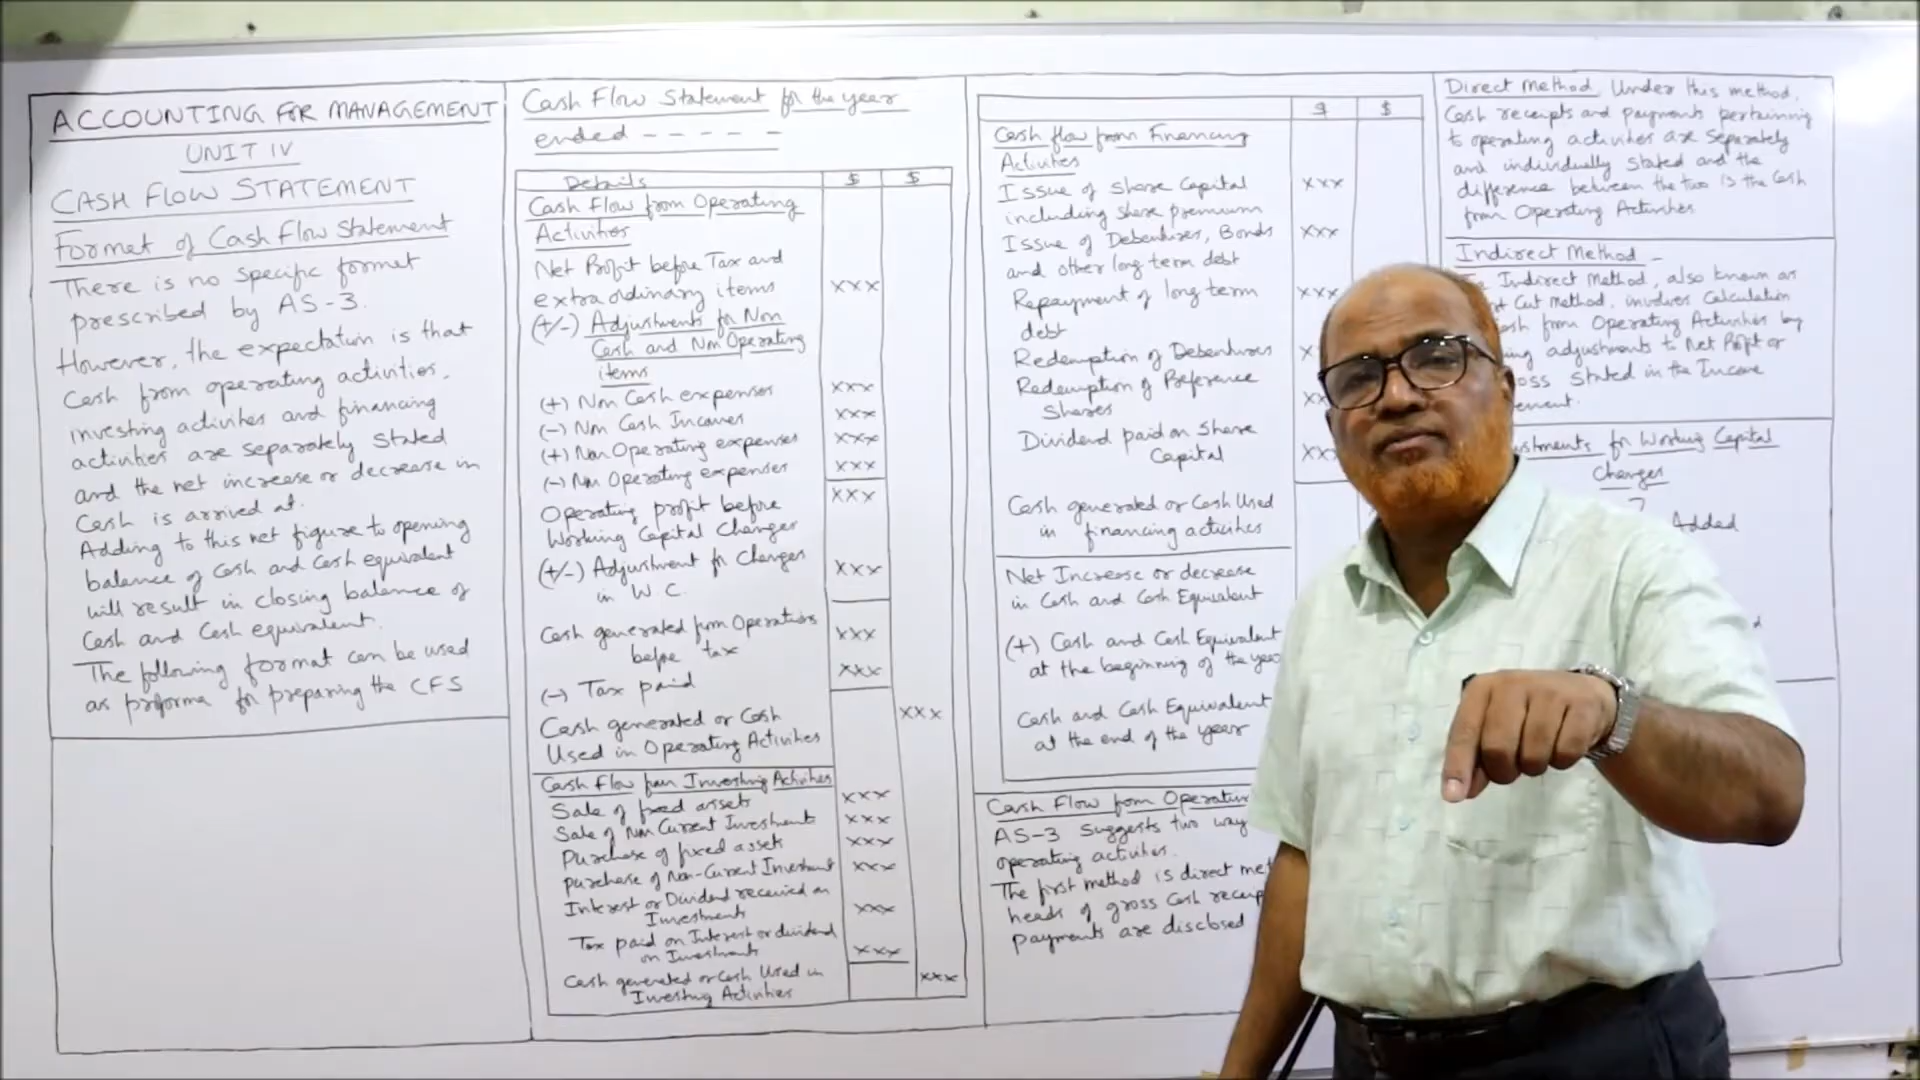 ACCOUNTING FOR MANAGEMENT
UNIT IV
CASH FLOW STATEMENT
Format of Cash Flow Statement
There is no specific format
prescribed by AS-3.
However, the expectation is that
Cash from operating activities,
investing activities and financing
activities are separately stated
and the net increase or decrease in
Cash is arrived at.
Adding to this net figure to opening
balance of Cash and Cash equivalent
will result in closing balance of
Cash and Cash equivalent.
The following format can be used
as proforma for preparing the CFS
Cash Flow Statement for the year
ended - - - - -
Details $ $
Cash Flow from Operating
Activities
Net Profit before Tax and
extraordinary items xxx
(+/-) Adjustments for Non
Cash and Non Operating
items
(+) Non Cash expenses xxx
(-) Non Cash Incomes xxx
(+) Non Operating expenses xxx
(-) Non Operating expenses xxx
Operating profit before xxx
Working Capital Changes
(+/-) Adjustment for Changes xxx
in W.C.
Cash generated from Operations xxx
before tax
(-) Tax paid xxx
Cash generated or Cash xxx
Used in Operating Activities
Cash Flow from Investing Activities
Sale of fixed assets xxx
Sale of Non Current Investments xxx
Purchase of fixed assets xxx
purchase of Non-Current Investment xxx
Interest or Dividend received on
Investments xxx
Tax paid on Interest or dividend
on Investments xxx
Cash generated or Cash Used in xxx
Investing Activities
$ $
Cash flow from Financing
Activities
Issue of Share Capital xxx
including share premium
Issue of Debentures, Bonds xxx
and other long term debt
Repayment of long term xxx
debt
Redemption of Debentures x
Redemption of Preference xx
Shares
Dividend paid on Share xxx
Capital
Cash generated or Cash Used
in financing activities
Net Increase or decrease
in Cash and Cash Equivalent
(+) Cash and Cash Equivalent
at the beginning of the year
Cash and Cash Equivalent
at the end of the year
Cash Flow from Operating
AS-3 Suggests two way
operating activities.
The first method is direct met
heads of gross Cash receip
payments are disclosed
Direct Method Under this method,
Cash receipts and payments pertaining
to operating activities are Separately
and individually stated and the
difference between the two is the Cash
from Operating Activities
Indirect Method -
Indirect Method, also known as
Cut Method, involves Calculation
ash from Operating Activities by
ing adjustments to Net Profit or
oss stated in the Income
ement.
ustments for Working Capital
Changes
Added